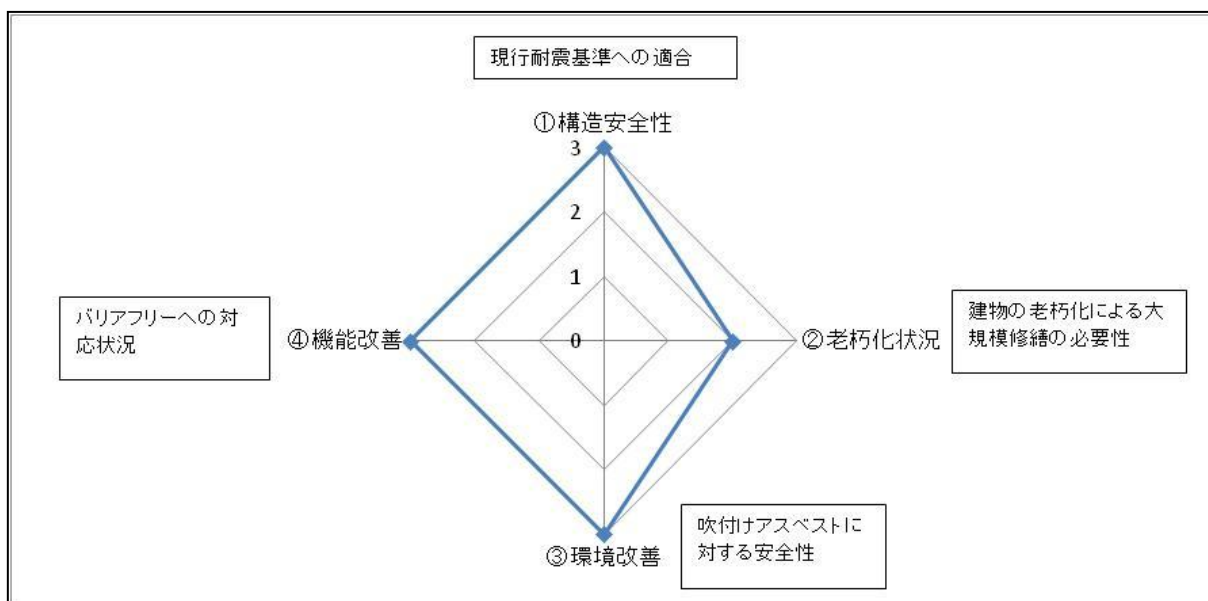 現行耐震基準への適合
①構造安全性
3
2
1
0
バリアフリーへの対
応状況
④機能改善
②老朽化状況
建物の老朽化による大
規模修繕の必要性
③環境改善
吹付けアスベストに
対する安全性